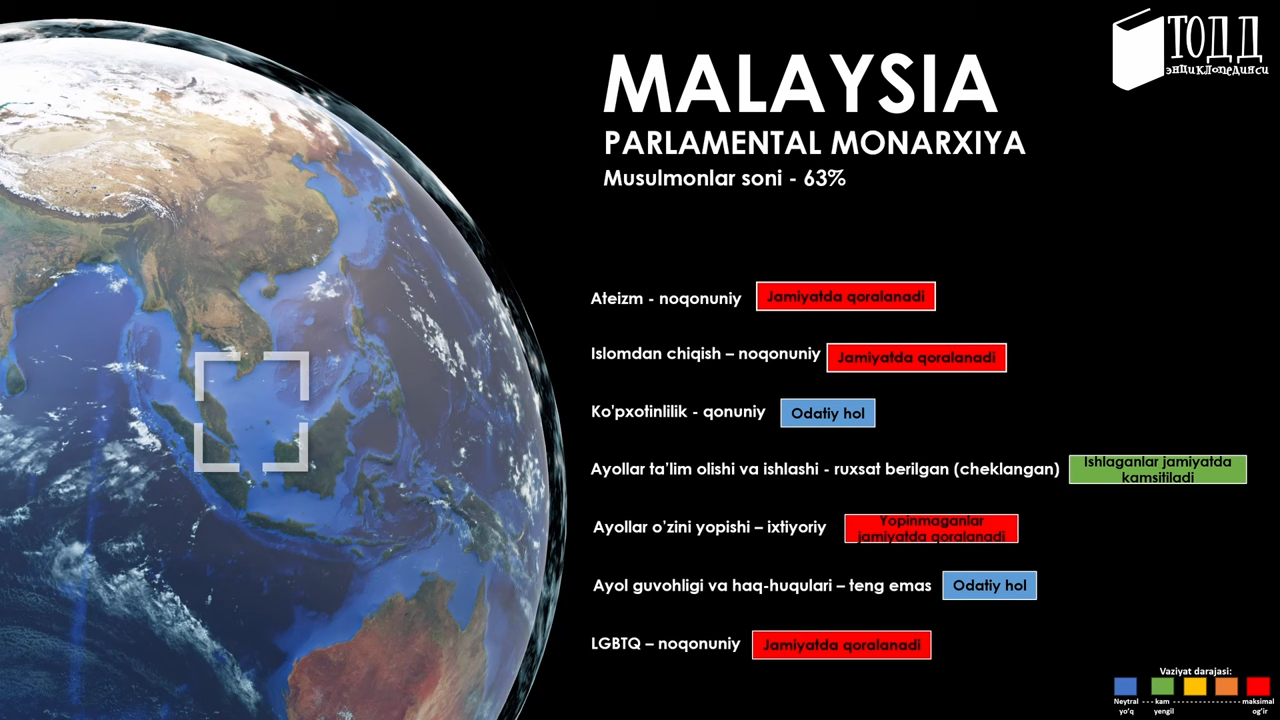 ТОДД
энциклопедияси
MALAYSIA
PARLAMENTAL MONARXIYA
Musulmonlar soni - 63%
Ateizm - noqonuniy Jamiyatda qoralanadi
Islomdan chiqish – noqonuniy Jamiyatda qoralanadi
Ko'pxotinlilik - qonuniy Odatiy hol
Ayollar ta’lim olishi va ishlashi - ruxsat berilgan (cheklangan) Ishlaganlar jamiyatda
kamsitiladi
Ayollar o’zini yopishi – ixtiyoriy Yopinmaganlar
jamiyatda qoralanadi
Ayol guvohligi va haq-huqulari – teng emas Odatiy hol
LGBTQ – noqonuniy Jamiyatda qoralanadi
Vaziyat darajasi:
Neytral --- kam ---------------- maksimal
yo’q yengil og’ir